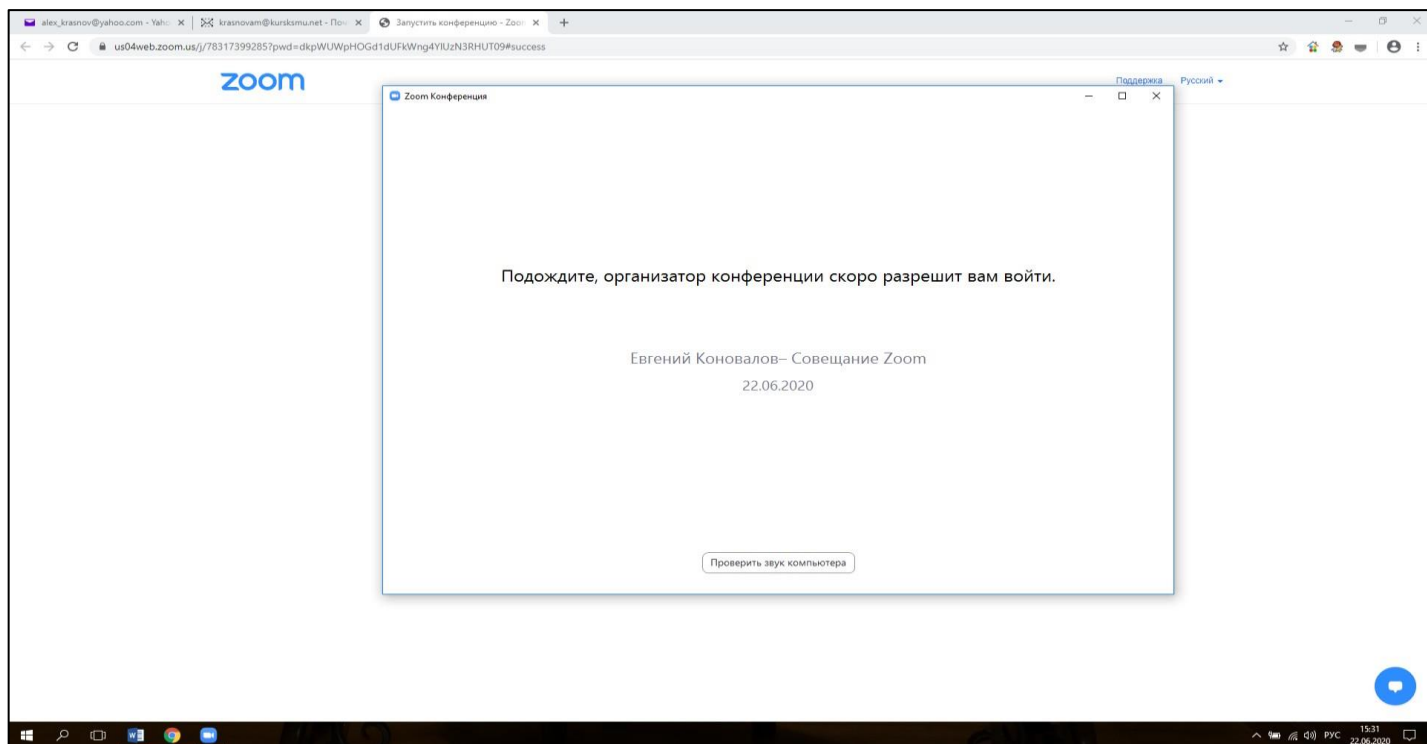 alex_krasnov@yahoo.com - Yaho
krasnovam@kursksmu.net - Поч
Запустить конференцию - Zoom
us04web.zoom.us/j/78317399285?pwd=dkpWUWpHOGd1dUFkWng4YlUzN3RHUT09#success
zoom
Поддержка Русский
Zoom Конференция
Подождите, организатор конференции скоро разрешит вам войти.
Евгений Коновалов– Совещание Zoom
22.06.2020
Проверить звук компьютера
РУС
15:31
22.06.2020